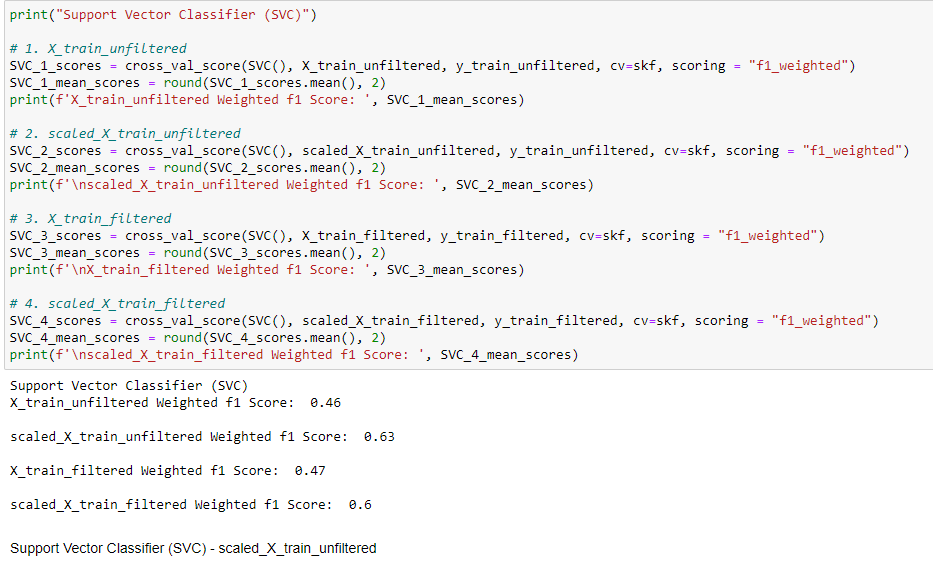 print("Support Vector Classifier (SVC)")
# 1. X_train_unfiltered
SVC_1_scores = cross_val_score(SVC(), X_train_unfiltered, y_train_unfiltered, cv=skf, scoring = "f1_weighted")
SVC_1_mean_scores = round(SVC_1_scores.mean(), 2)
print(f'X_train_unfiltered Weighted f1 Score: ', SVC_1_mean_scores)
# 2. scaled_X_train_unfiltered
SVC_2_scores = cross_val_score(SVC(), scaled_X_train_unfiltered, y_train_unfiltered, cv=skf, scoring = "f1_weighted")
SVC_2_mean_scores = round(SVC_2_scores.mean(), 2)
print(f'\nscaled_X_train_unfiltered Weighted f1 Score: ', SVC_2_mean_scores)
# 3. X_train_filtered
SVC_3_scores = cross_val_score(SVC(), X_train_filtered, y_train_filtered, cv=skf, scoring = "f1_weighted")
SVC_3_mean_scores = round(SVC_3_scores.mean(), 2)
print(f'\nX_train_filtered Weighted f1 Score: ', SVC_3_mean_scores)
# 4. scaled_X_train_filtered
SVC_4_scores = cross_val_score(SVC(), scaled_X_train_filtered, y_train_filtered, cv=skf, scoring = "f1_weighted")
SVC_4_mean_scores = round(SVC_4_scores.mean(), 2)
print(f'\nscaled_X_train_filtered Weighted f1 Score: ', SVC_4_mean_scores)
Support Vector Classifier (SVC)
X_train_unfiltered Weighted f1 Score:  0.46
scaled_X_train_unfiltered Weighted f1 Score:  0.63
X_train_filtered Weighted f1 Score:  0.47
scaled_X_train_filtered Weighted f1 Score:  0.6
Support Vector Classifier (SVC) - scaled_X_train_unfiltered